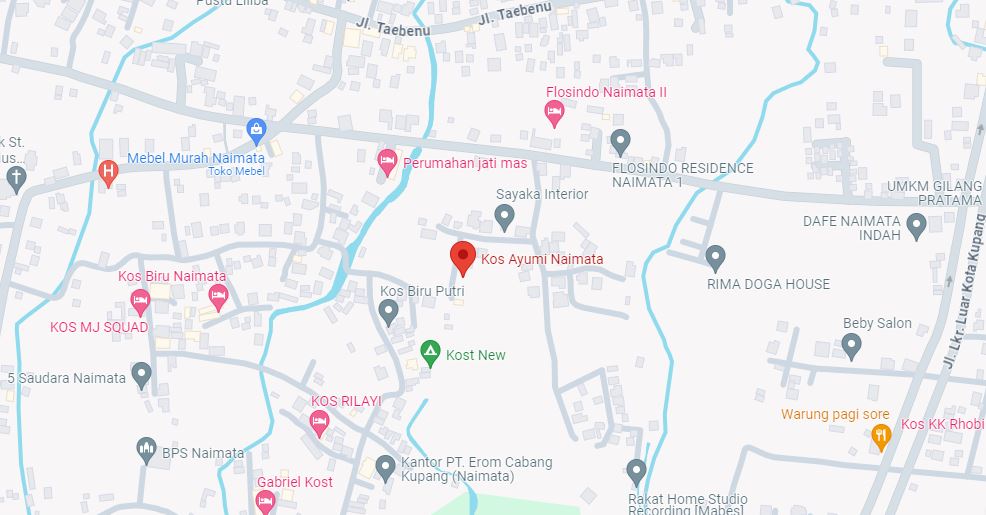 Pustu Liliba
Jl. Taebenu
Jl. Taebenu
Flosindo Naimata II
k St.
us...
Mebel Murah Naimata
Toko Mebel
Perumahan jati mas
FLOSINDO RESIDENCE
NAIMATA 1
UMKM GILANG
PRATAMA
Sayaka Interior
DAFE NAIMATA
INDAH
Kos Ayumi Naimata
Kos Biru Naimata
Kos Biru Putri
RIMA DOGA HOUSE
Jl. Lkr. Luar Kota Kupang
KOS MJ SQUAD
Beby Salon
Kost New
5 Saudara Naimata
KOS RILAYI
Warung pagi sore
Kos KK Rhobi
BPS Naimata
Kantor PT. Erom Cabang
Kupang (Naimata)
Gabriel Kost
Rakat Home Studio
Recording [Mabes]